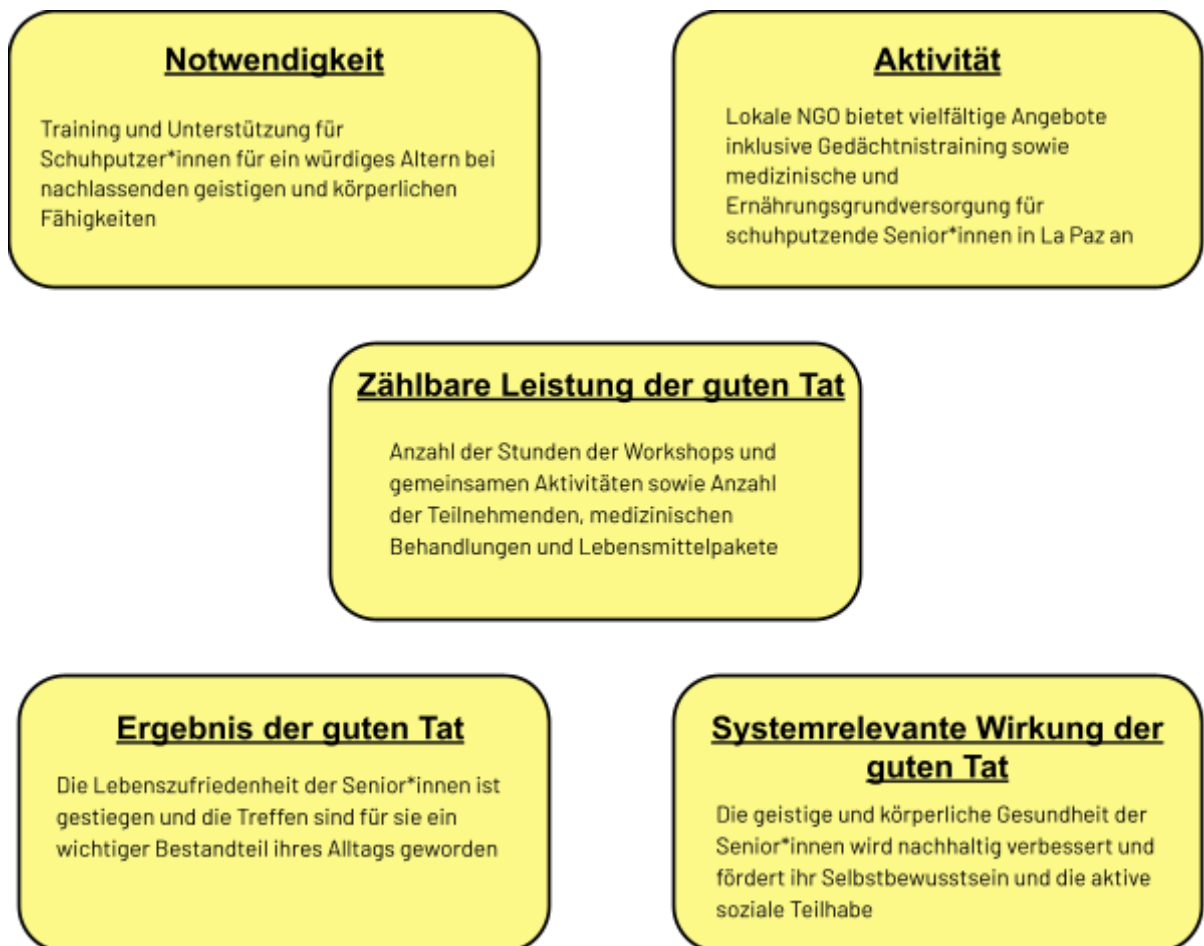 Notwendigkeit
Training und Unterstützung für
Schuhputzer*innen für ein würdiges Altern bei
nachlassenden geistigen und körperlichen
Fähigkeiten
Aktivität
Lokale NGO bietet vielfältige Angebote
inklusive Gedächtnistraining sowie
medizinische und
Ernährungsgrundversorgung für
schuhputzende Senior*innen in La Paz an
Zählbare Leistung der guten Tat
Anzahl der Stunden der Workshops und
gemeinsamen Aktivitäten sowie Anzahl
der Teilnehmenden, medizinischen
Behandlungen und Lebensmittelpakete
Ergebnis der guten Tat
Die Lebenszufriedenheit der Senior*innen ist
gestiegen und die Treffen sind für sie ein
wichtiger Bestandteil ihres Alltags geworden
Systemrelevante Wirkung der
guten Tat
Die geistige und körperliche Gesundheit der
Senior*innen wird nachhaltig verbessert und
fördert ihr Selbstbewusstsein und die aktive
soziale Teilhabe